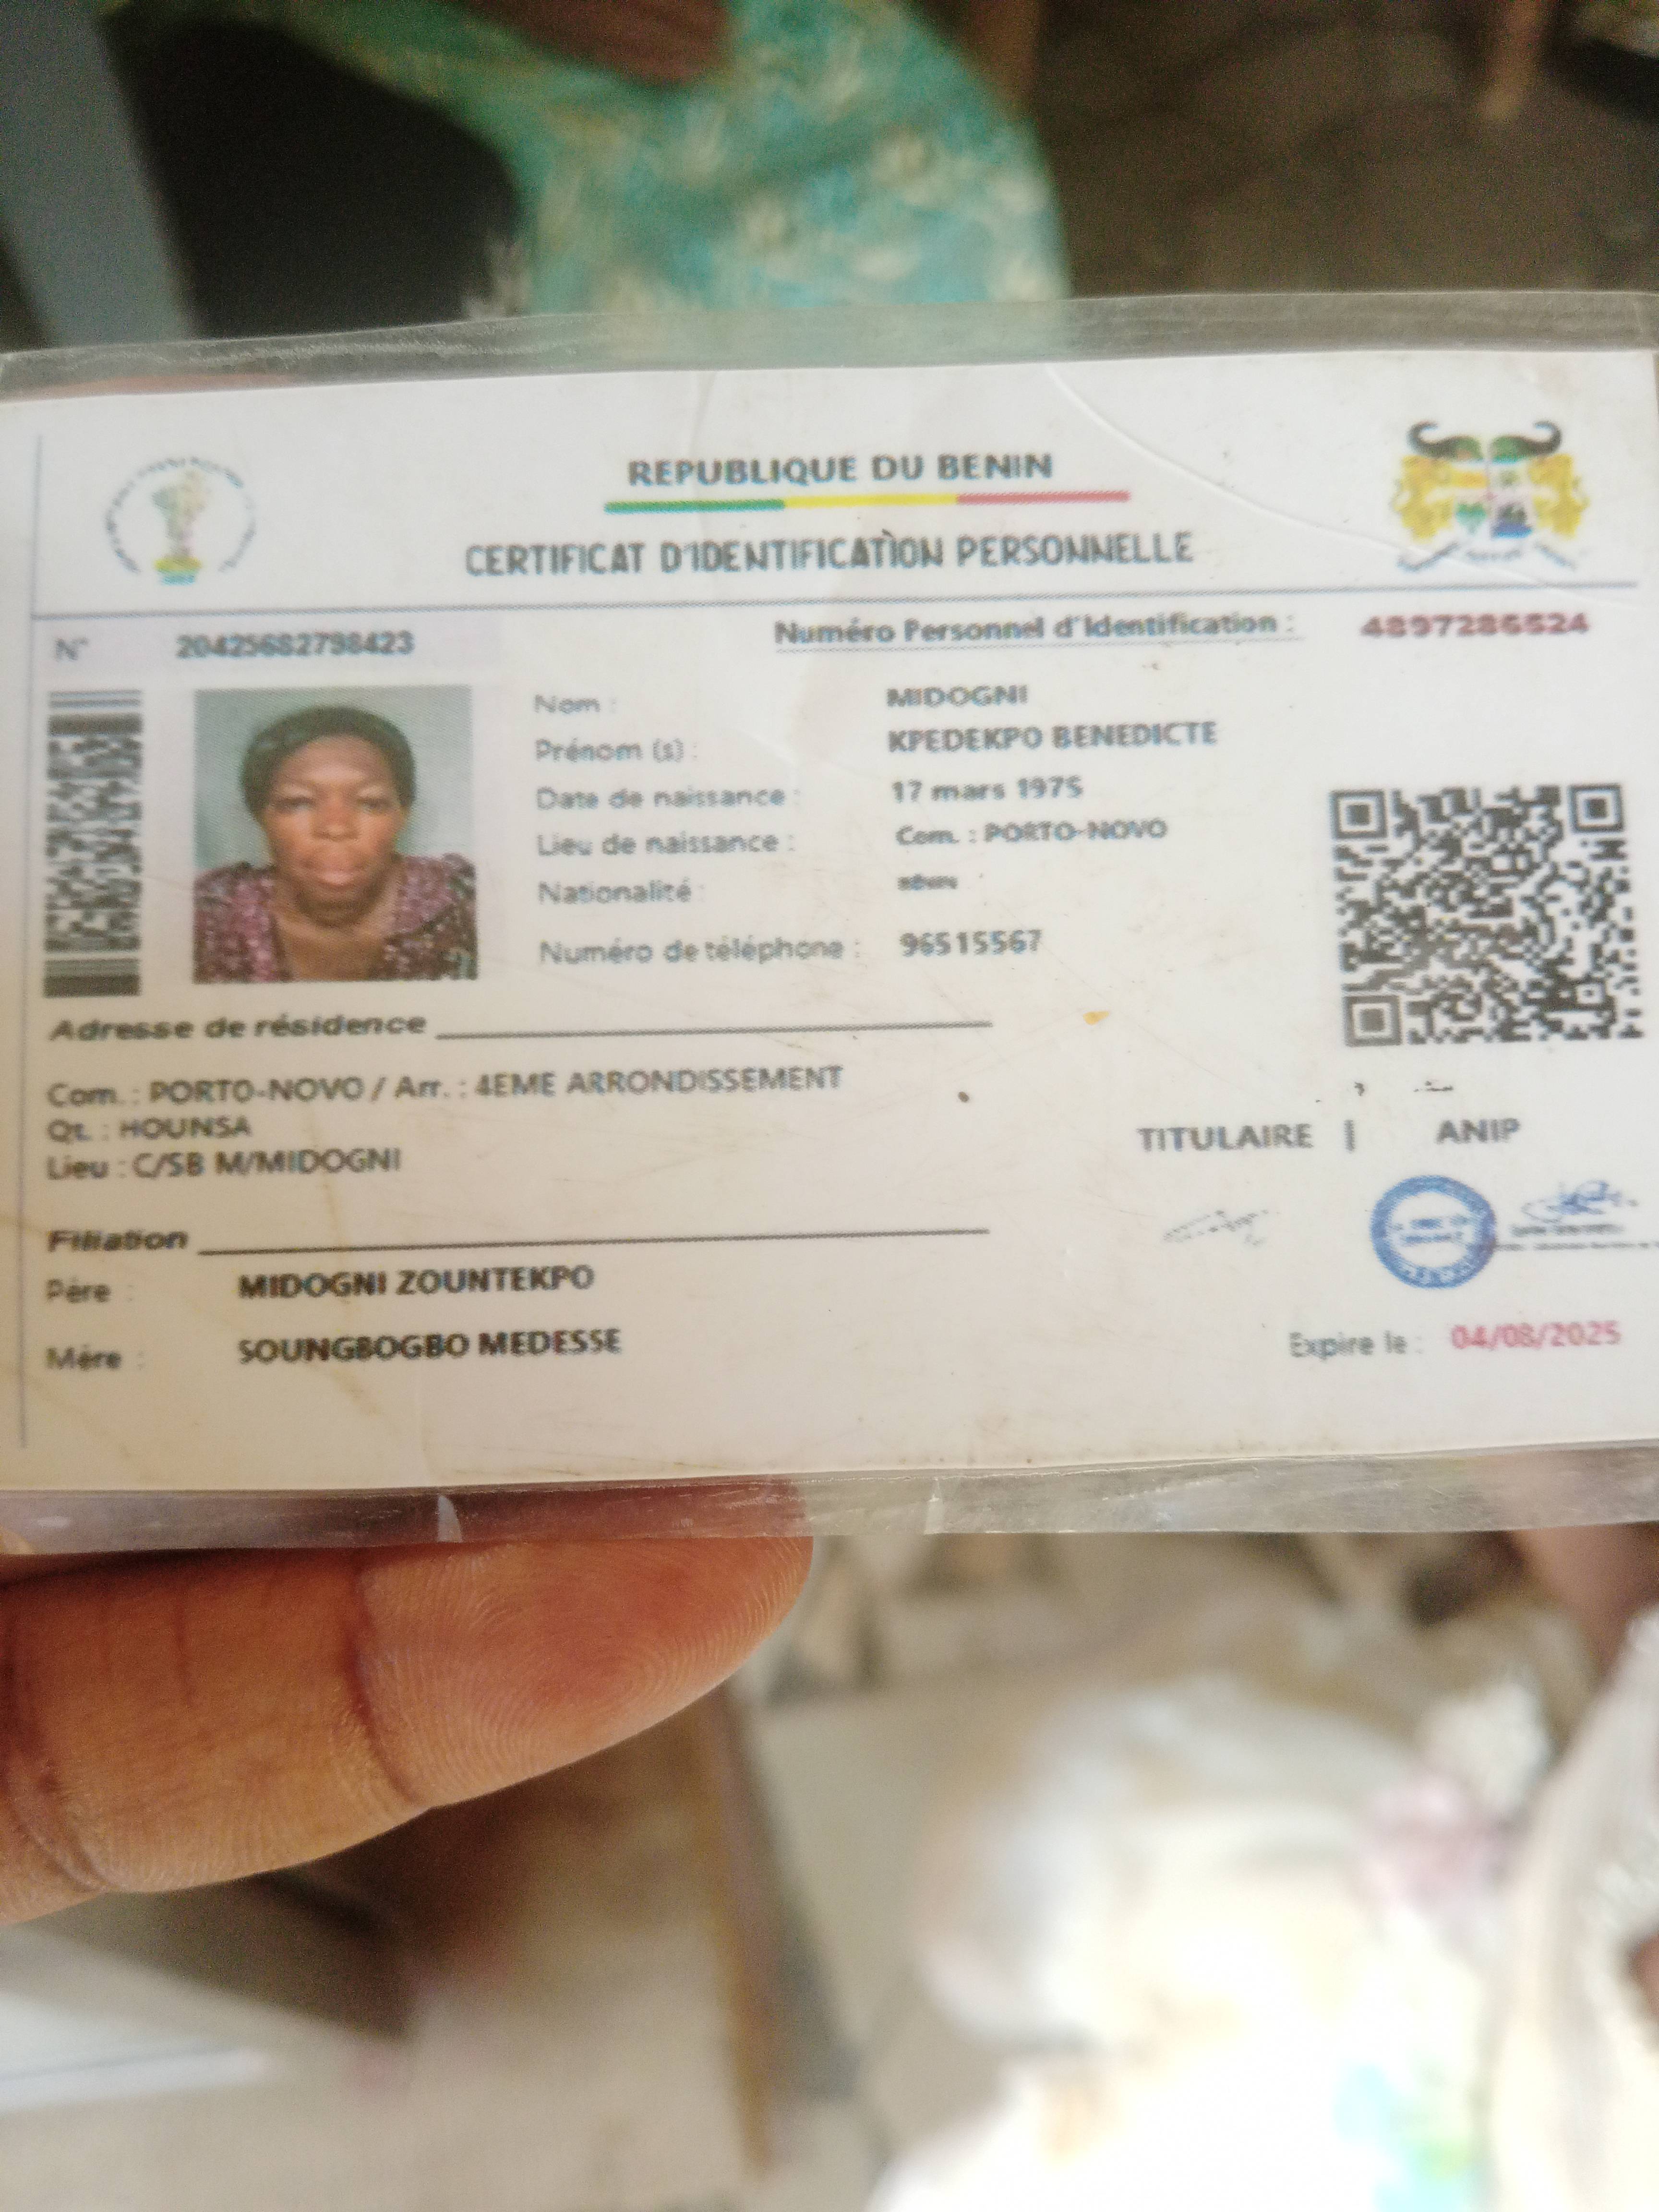 REPUBLIQUE DU BENIN
CERTIFICAT D'IDENTIFICATION PERSONNELLE
N° 20425682798423
Numéro Personnel d'Identification : 4897286524
Nom : MIDOGNI
Prénom (s) : KPEDEKPO BENEDICTE
Date de naissance : 17 mars 1975
Lieu de naissance : Com. : PORTO-NOVO
Nationalité :
Numéro de téléphone : 96515567
Adresse de résidence
Com. : PORTO-NOVO / Arr. : 4EME ARRONDISSEMENT
Qt. : HOUNSA
Lieu : C/SB M/MIDOGNI
TITULAIRE | ANIP
Filiation
Père : MIDOGNI ZOUNTEKPO
Mère : SOUNGBOGBO MEDESSE
Expire le : 04/08/2025